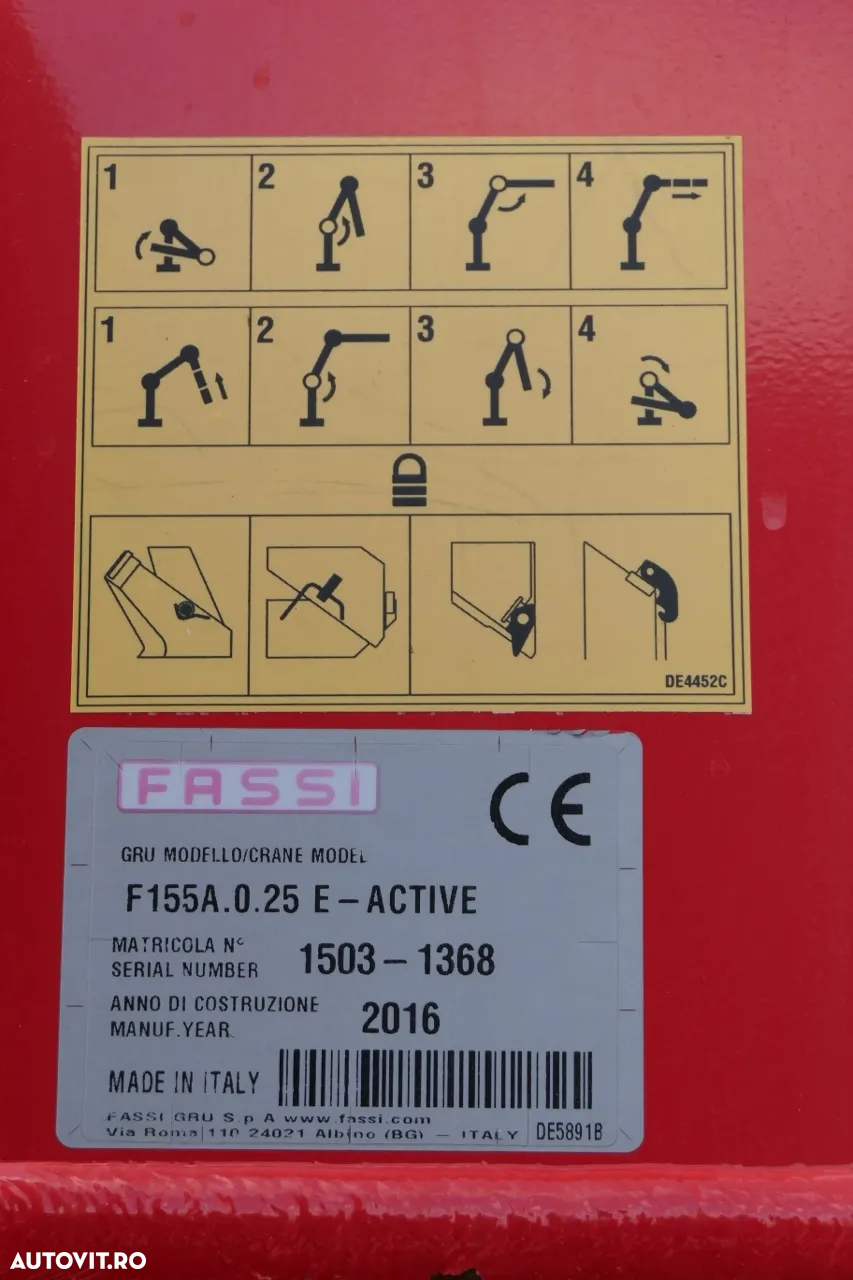 1 2 3 4
1 2 3 4
DE4452C
FASSI
CE
GRU MODELLO/CRANE MODEL
F155A.0.25 E-ACTIVE
MATRICOLA N°
SERIAL NUMBER 1503-1368
ANNO DI COSTRUZIONE
MANUF.YEAR. 2016
MADE IN ITALY
FASSI GRU S.p.A www.fassi.com
Via Roma 110 24021 Albino (BG) - ITALY DE5891B
AUTOVIT.RO